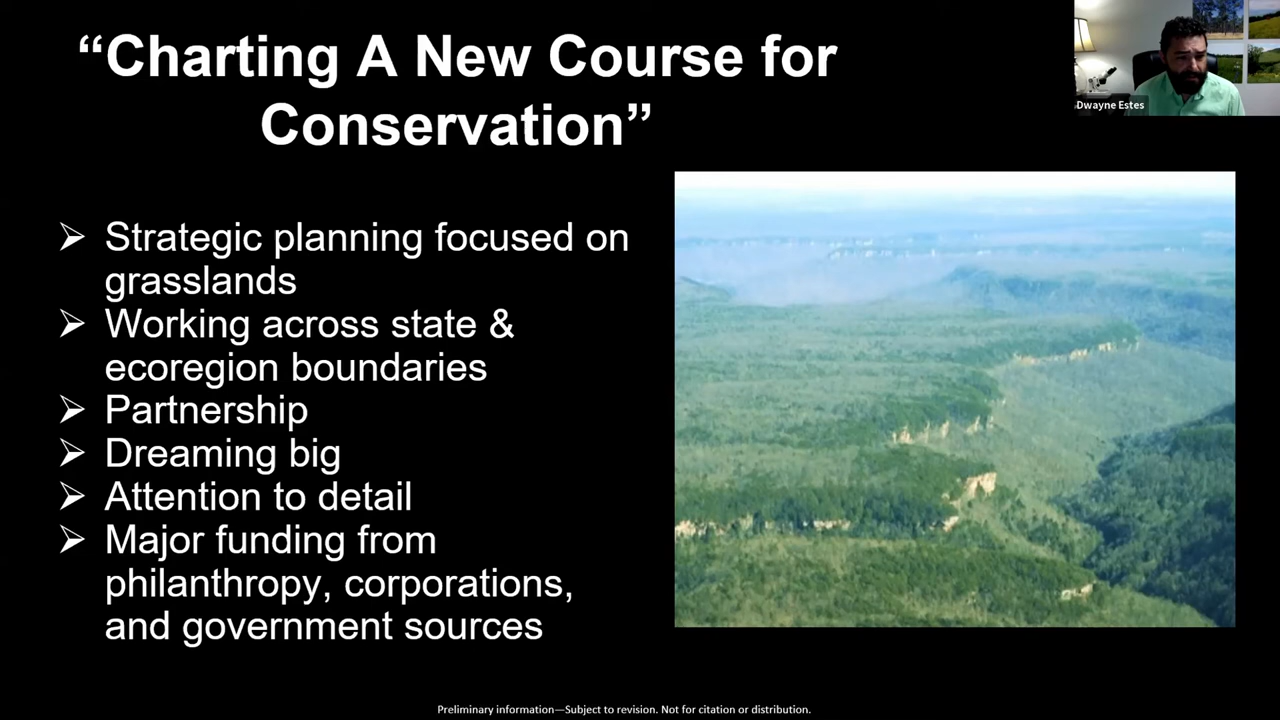 “Charting A New Course for
Conservation”
Dwayne Estes
➢ Strategic planning focused on
grasslands
➢ Working across state &
ecoregion boundaries
➢ Partnership
➢ Dreaming big
➢ Attention to detail
➢ Major funding from
philanthropy, corporations,
and government sources
Preliminary information—Subject to revision. Not for citation or distribution.